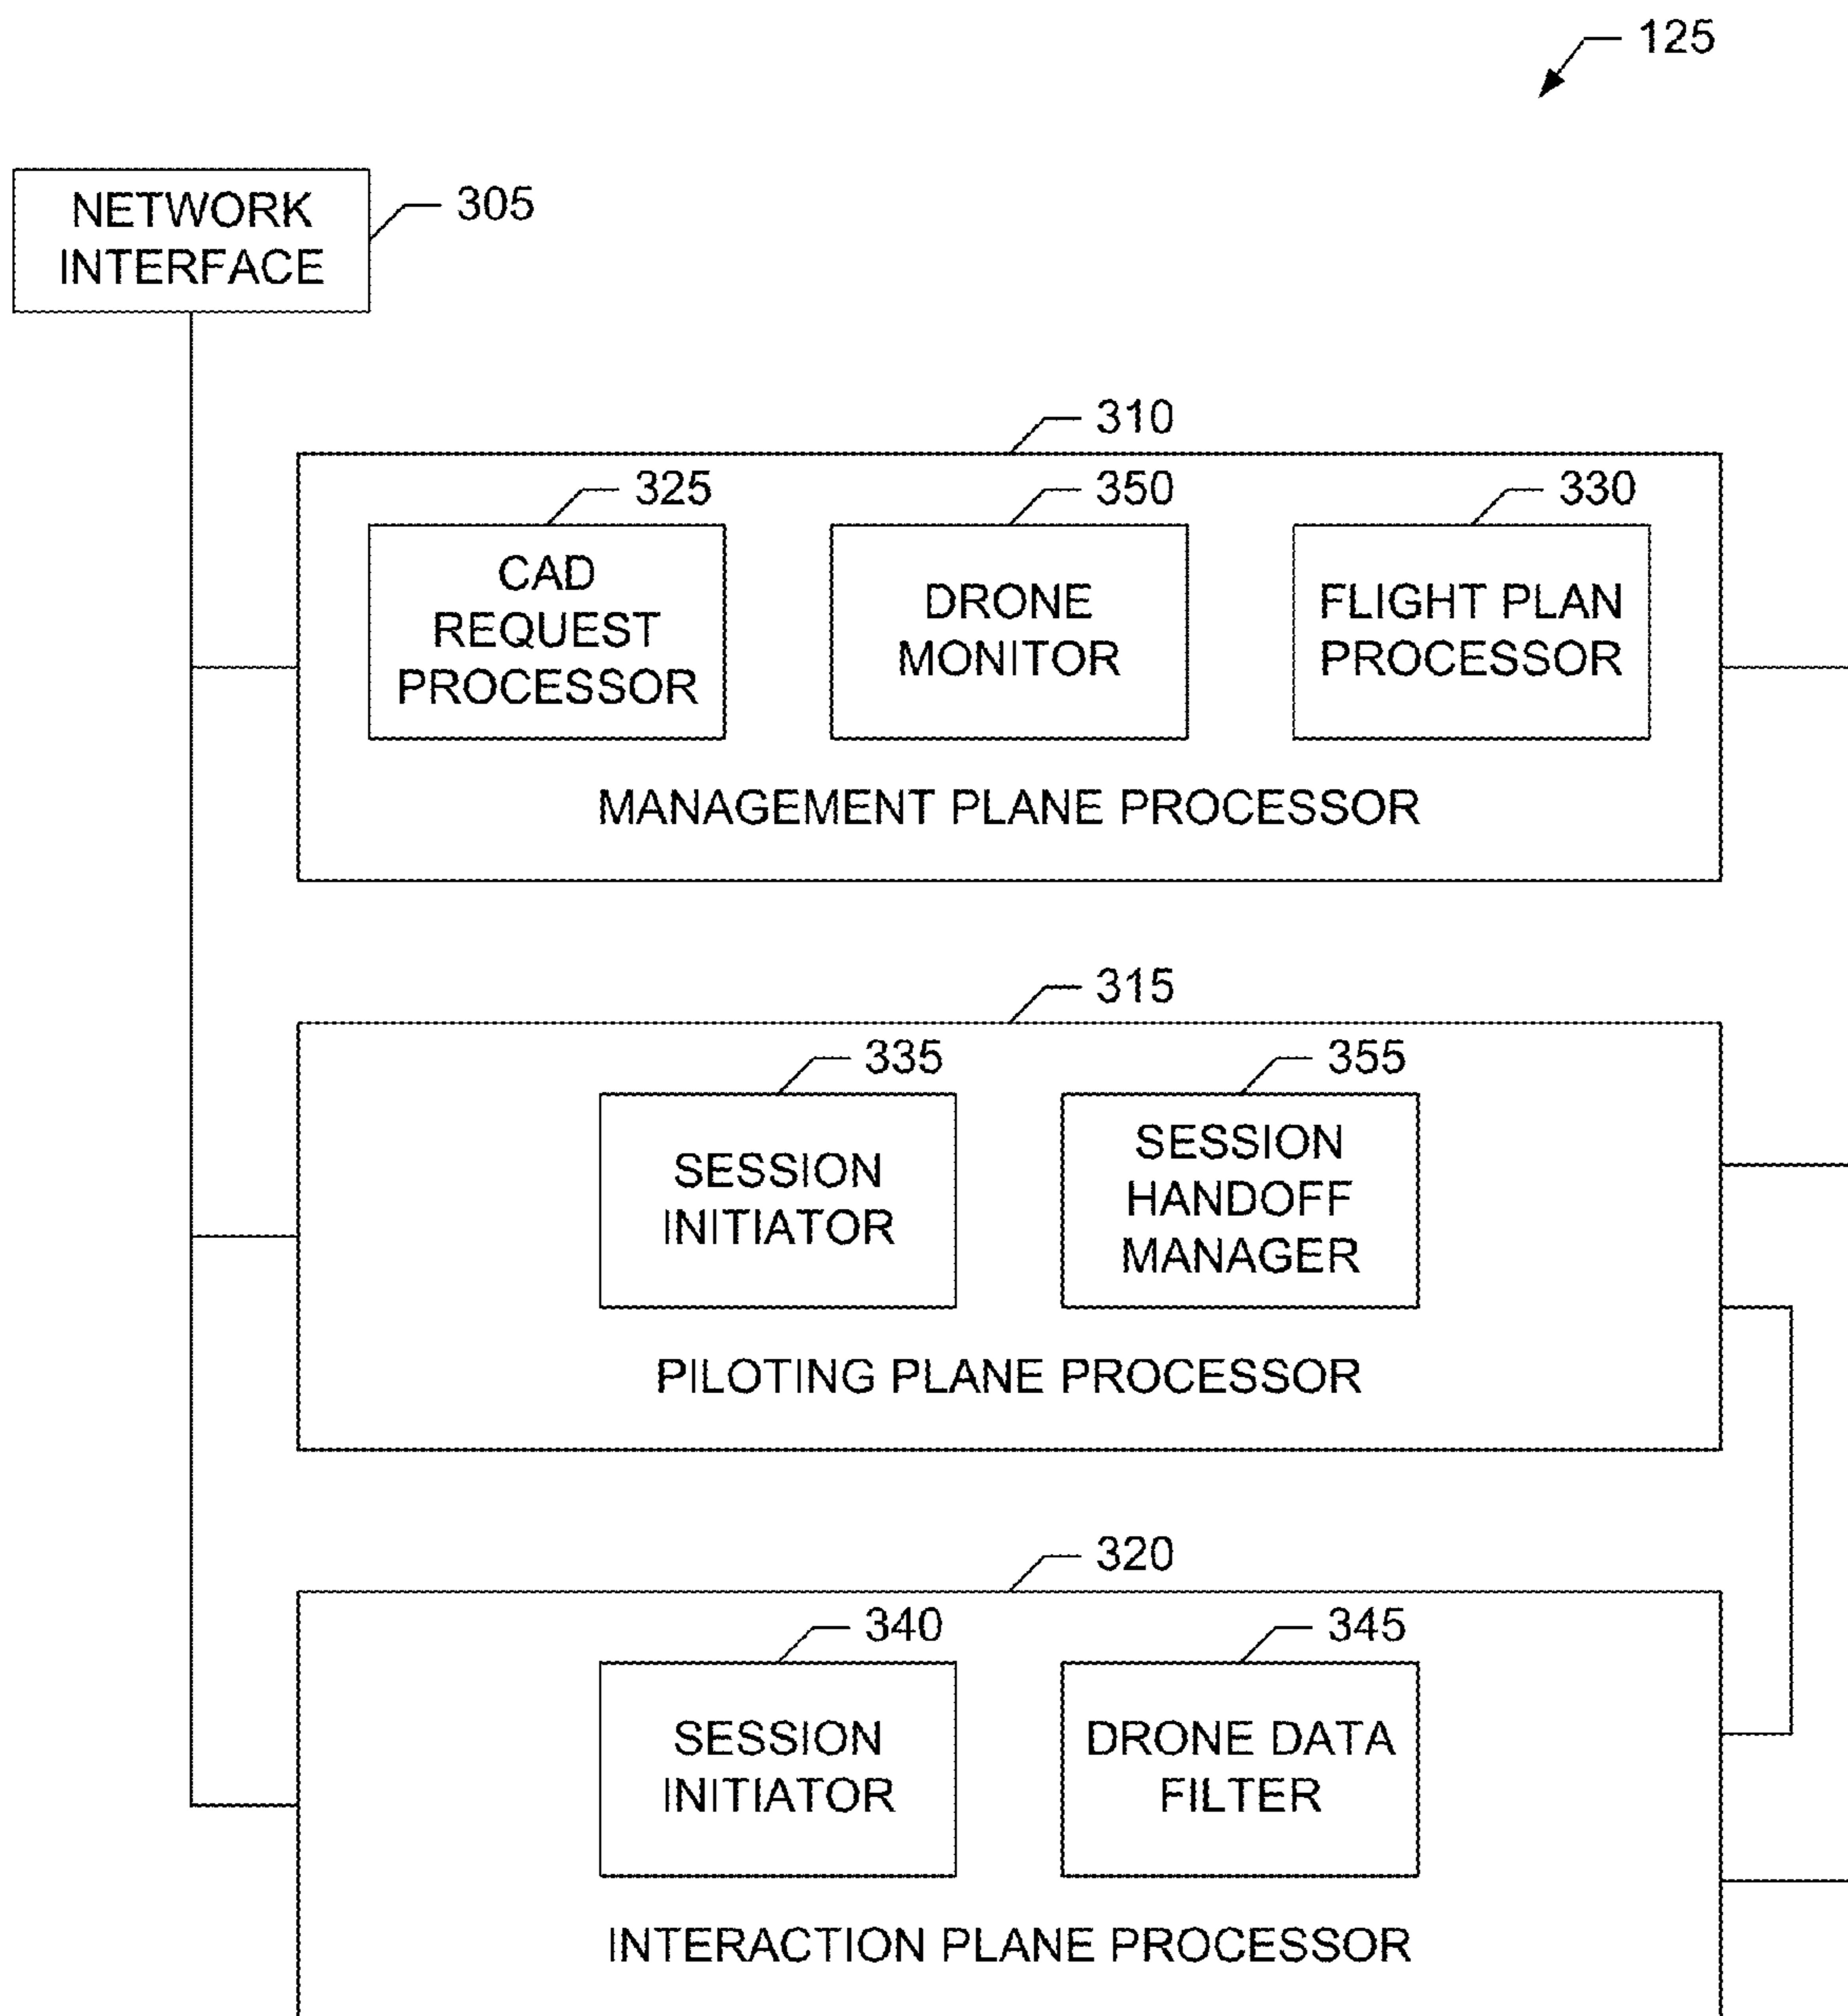 125
NETWORK
INTERFACE
305
310
325
350
330
CAD
REQUEST
PROCESSOR
DRONE
MONITOR
FLIGHT PLAN
PROCESSOR
MANAGEMENT PLANE PROCESSOR
315
335
355
SESSION
INITIATOR
SESSION
HANDOFF
MANAGER
PILOTING PLANE PROCESSOR
320
340
345
SESSION
INITIATOR
DRONE DATA
FILTER
INTERACTION PLANE PROCESSOR